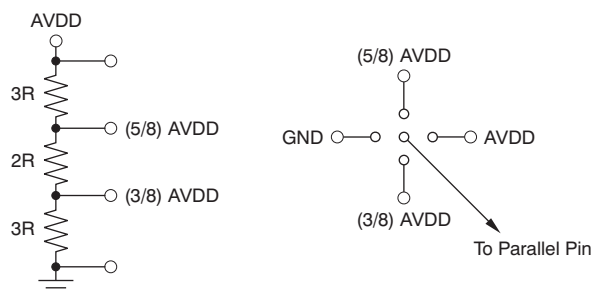 AVDD
3R
(5/8) AVDD
2R
(3/8) AVDD
3R
(5/8) AVDD
GND
AVDD
(3/8) AVDD
To Parallel Pin